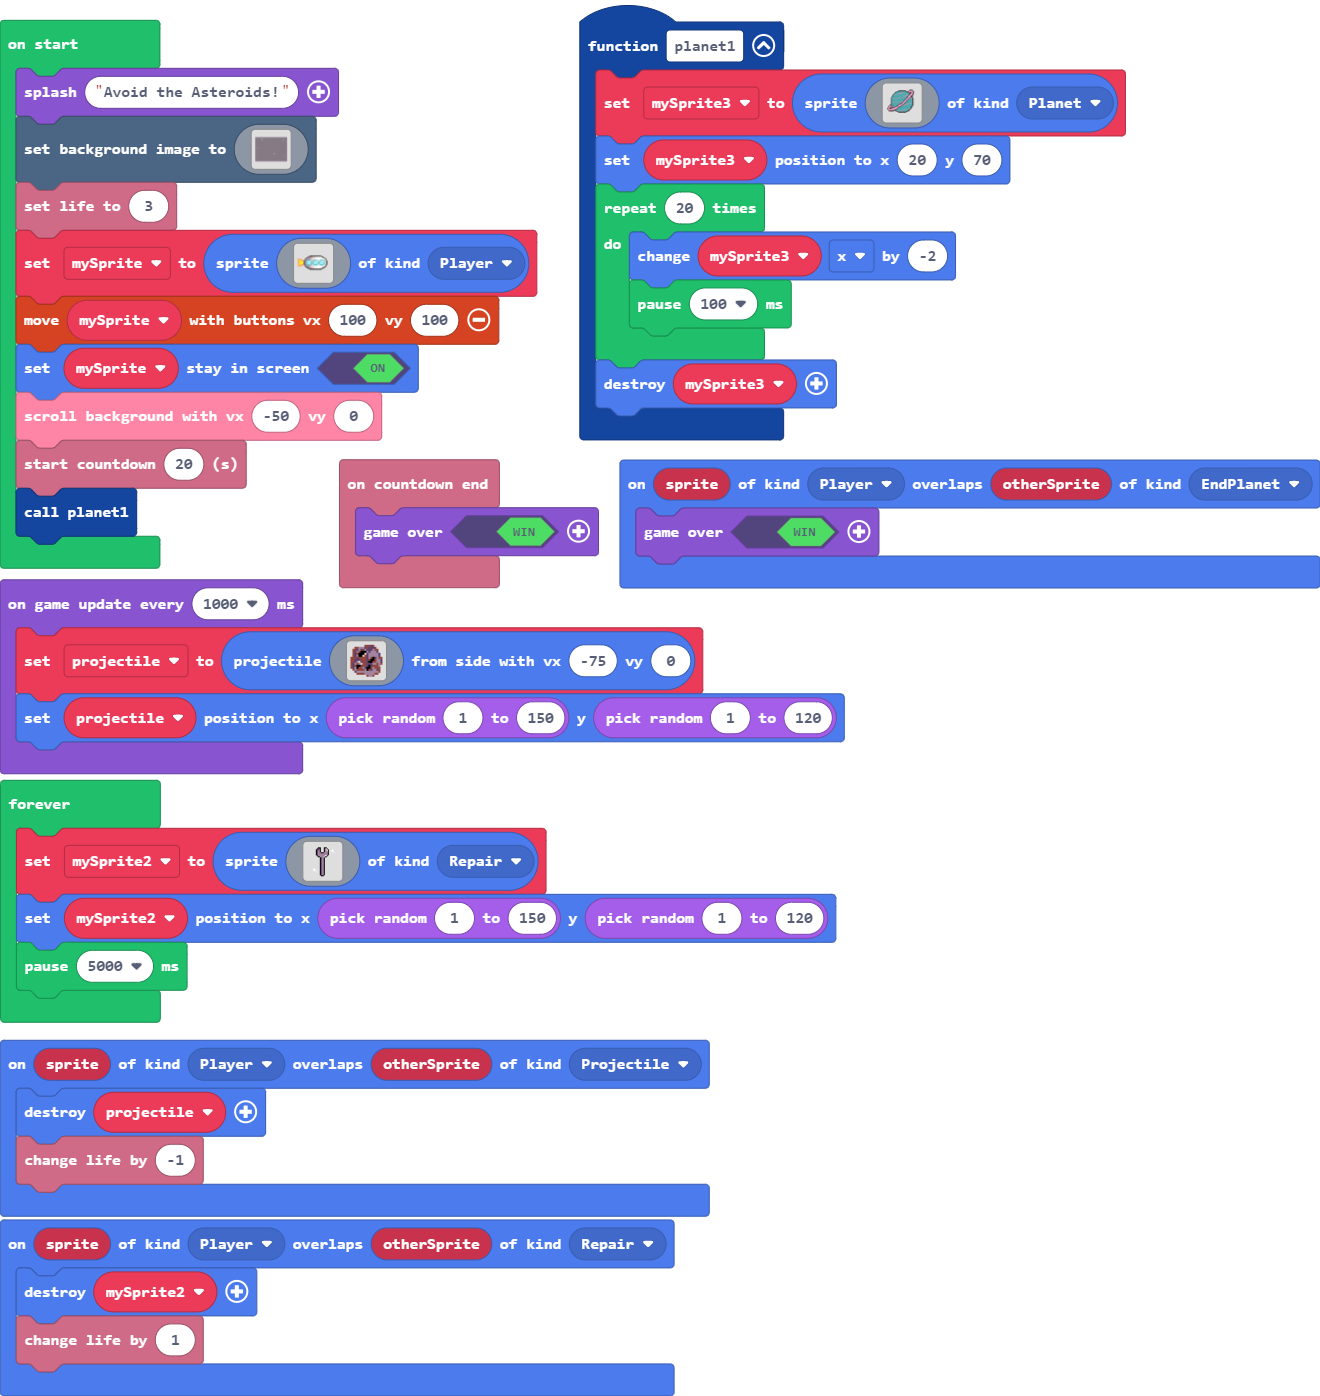 on start
splash "Avoid the Asteroids!"
set background image to
set life to 3
set mySprite to sprite of kind Player
move mySprite with buttons vx 100 vy 100
set mySprite stay in screen ON
scroll background with vx -50 vy 0
start countdown 20 (s)
call planet1
function planet1
set mySprite3 to sprite of kind Planet
set mySprite3 position to x 20 y 70
repeat 20 times
do
change mySprite3 x by -2
pause 100 ms
destroy mySprite3
on countdown end
game over WIN
on sprite of kind Player overlaps otherSprite of kind EndPlanet
game over WIN
on game update every 1000 ms
set projectile to projectile from side with vx -75 vy 0
set projectile position to x pick random 1 to 150 y pick random 1 to 120
forever
set mySprite2 to sprite of kind Repair
set mySprite2 position to x pick random 1 to 150 y pick random 1 to 120
pause 5000 ms
on sprite of kind Player overlaps otherSprite of kind Projectile
destroy projectile
change life by -1
on sprite of kind Player overlaps otherSprite of kind Repair
destroy mySprite2
change life by 1